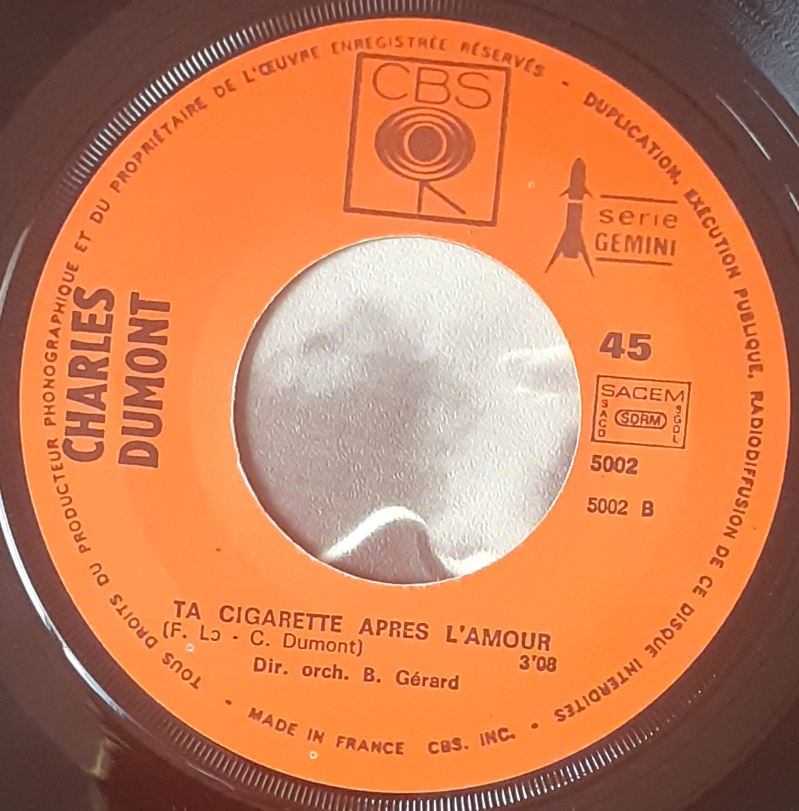 TOUS DROITS DU PRODUCTEUR PHONOGRAPHIQUE ET DU PROPRIÉTAIRE DE L'ŒUVRE ENREGISTRÉE RÉSERVÉS - DUPLICATION, EXÉCUTION PUBLIQUE, RADIODIFFUSION DE CE DISQUE INTERDITES
CBS
série
GEMINI
CHARLES
DUMONT
45
SACEM
SACD SDRM SGDL
5002
5002 B
TA CIGARETTE APRES L'AMOUR
(F. Lo - C. Dumont)
3'08
Dir. orch. B. Gérard
- MADE IN FRANCE CBS. INC. -